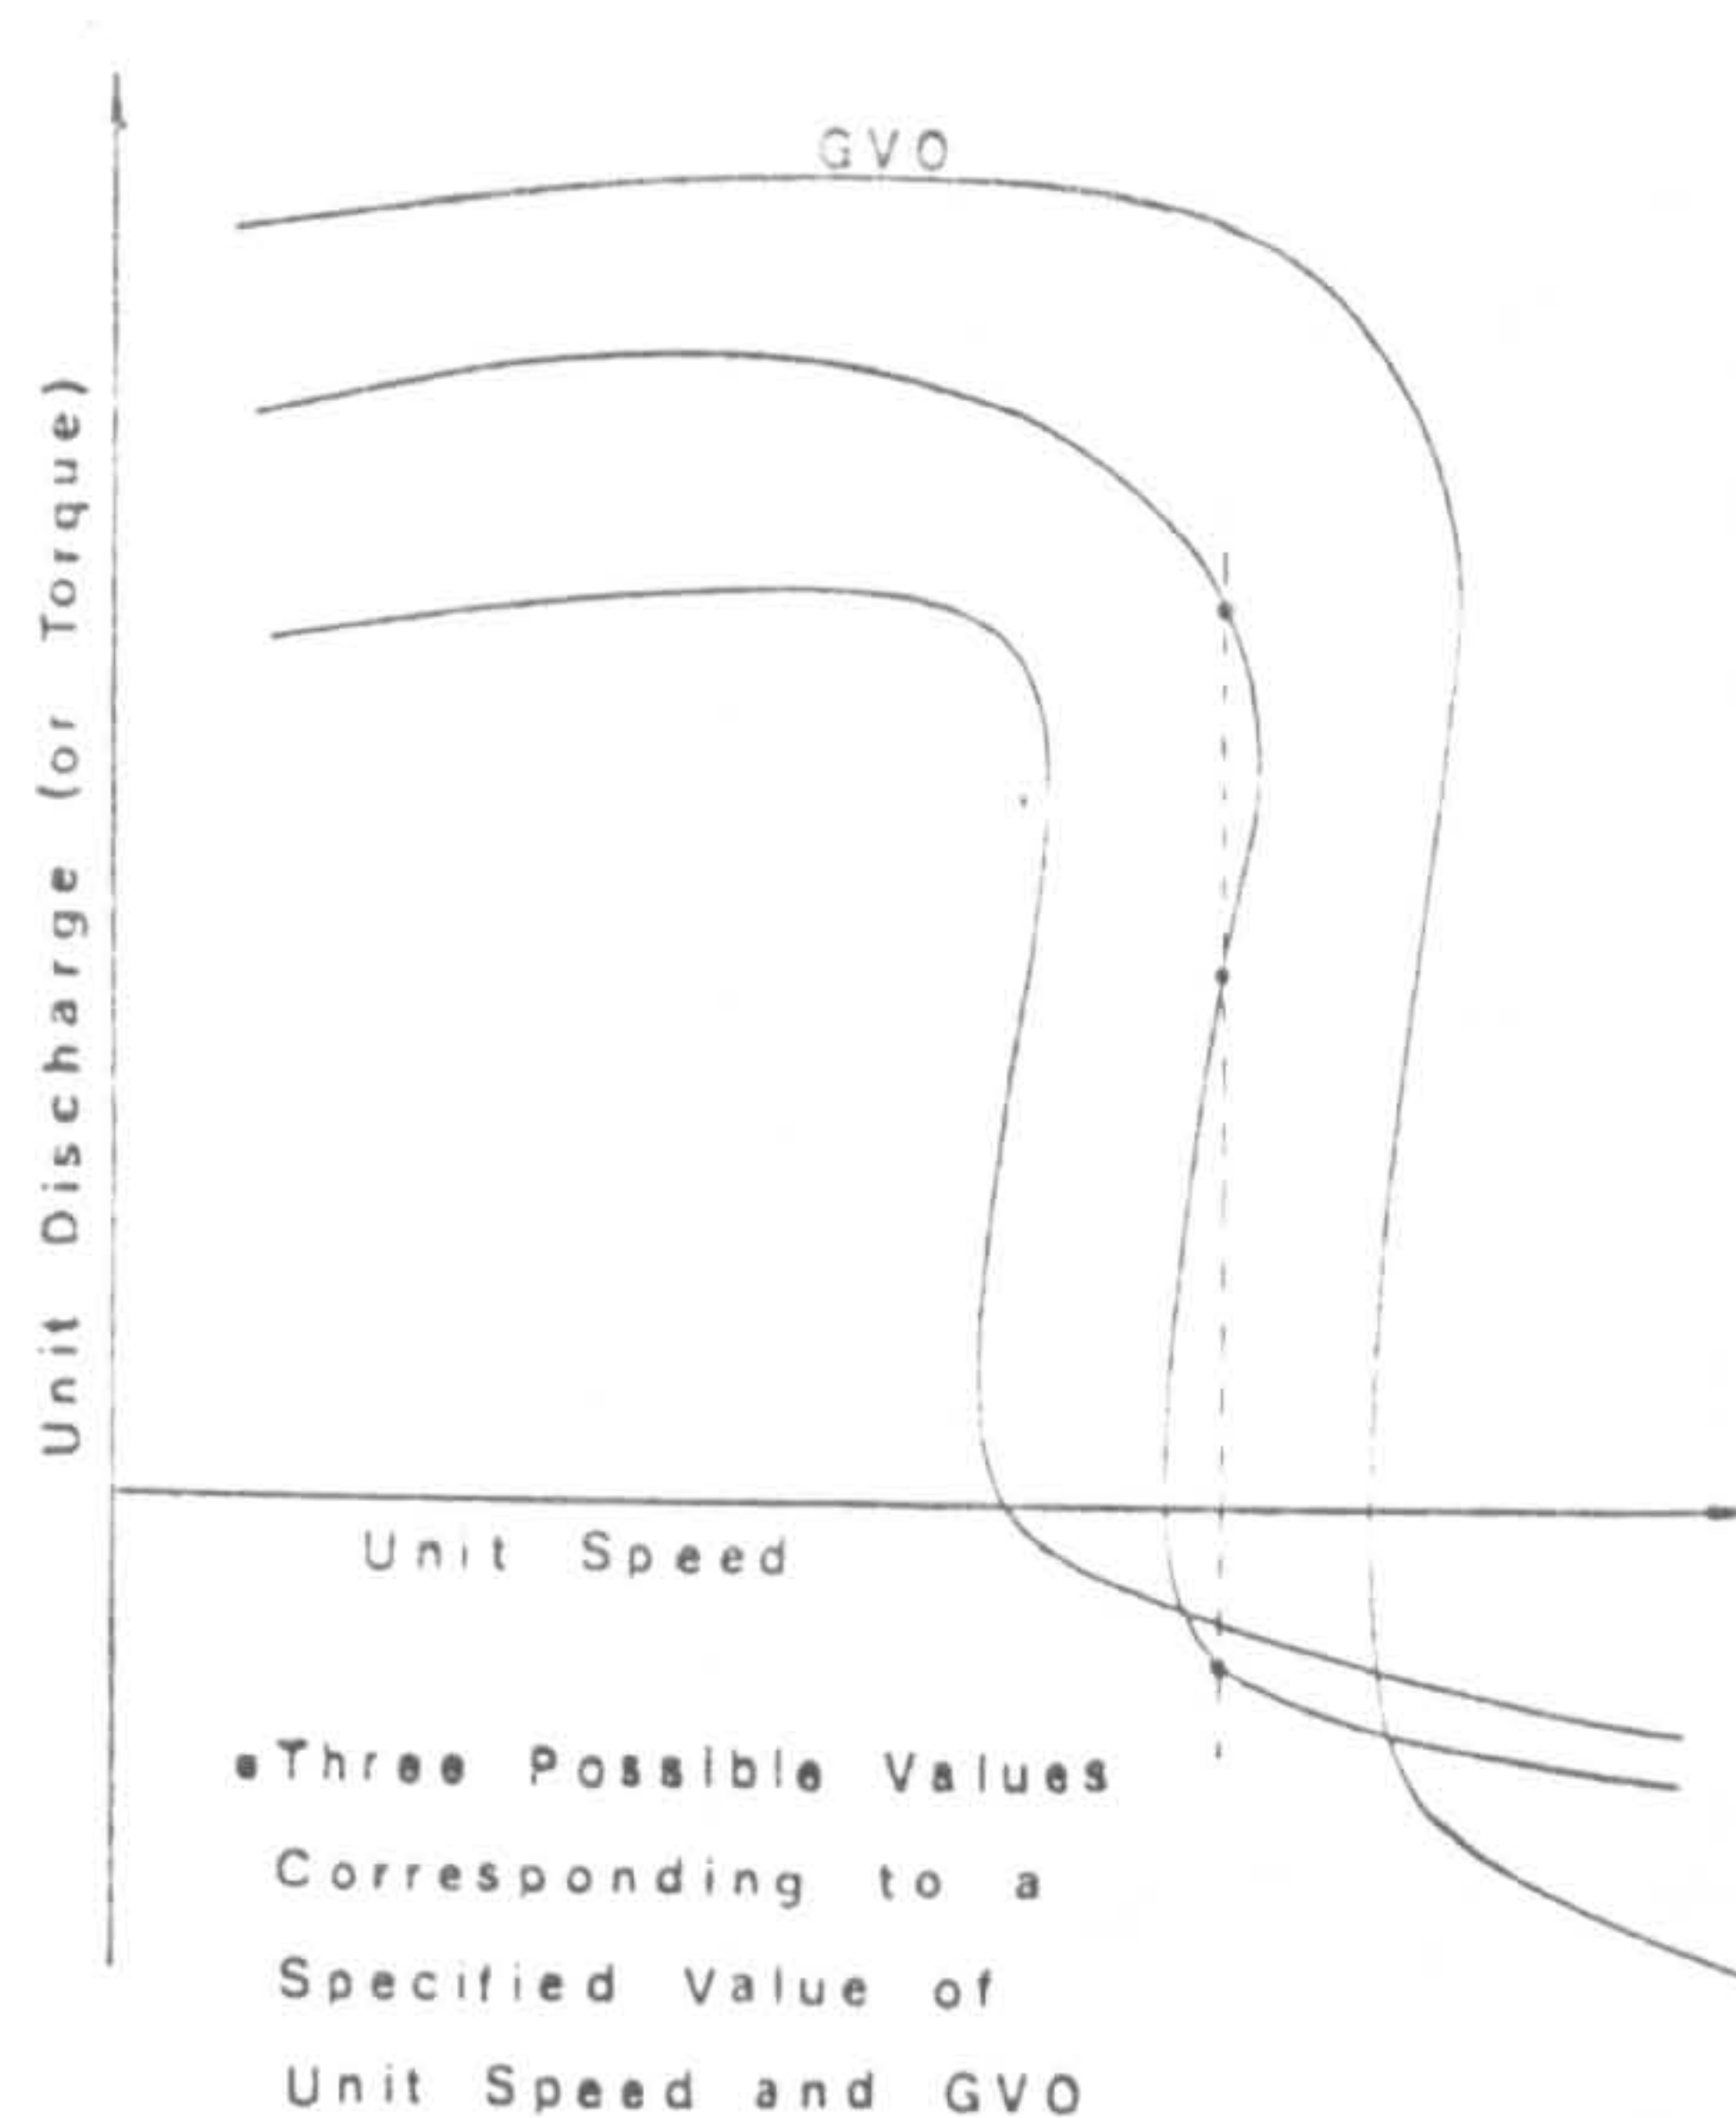 GVO
Unit Discharge (or Torque)
Unit Speed
•Three Possible Values
Corresponding to a
Specified Value of
Unit Speed and GVO